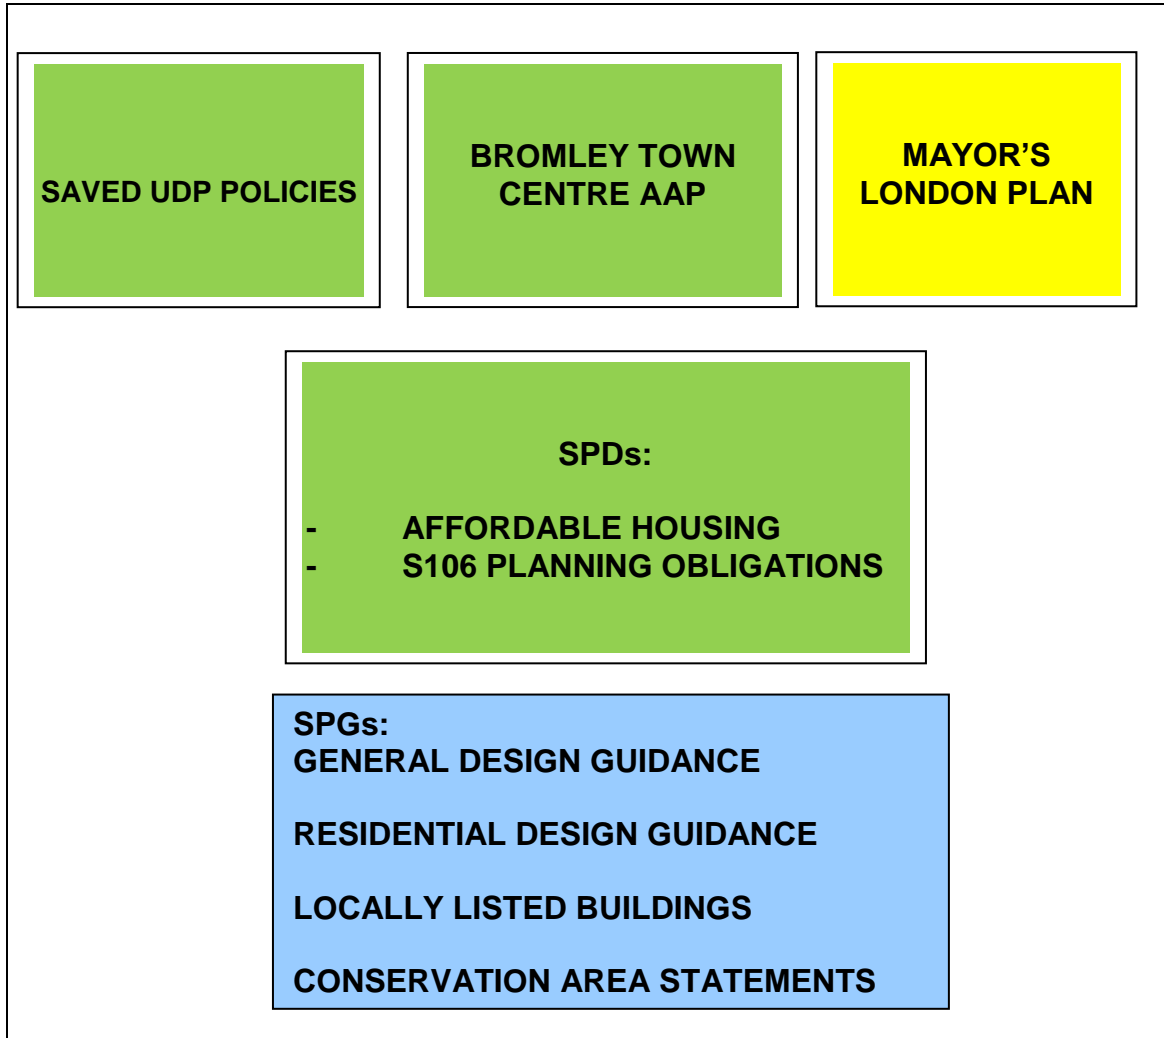 SAVED UDP POLICIES
BROMLEY TOWN
CENTRE AAP
MAYOR’S
LONDON PLAN
SPDs:
- AFFORDABLE HOUSING
- S106 PLANNING OBLIGATIONS
SPGs:
GENERAL DESIGN GUIDANCE
RESIDENTIAL DESIGN GUIDANCE
LOCALLY LISTED BUILDINGS
CONSERVATION AREA STATEMENTS